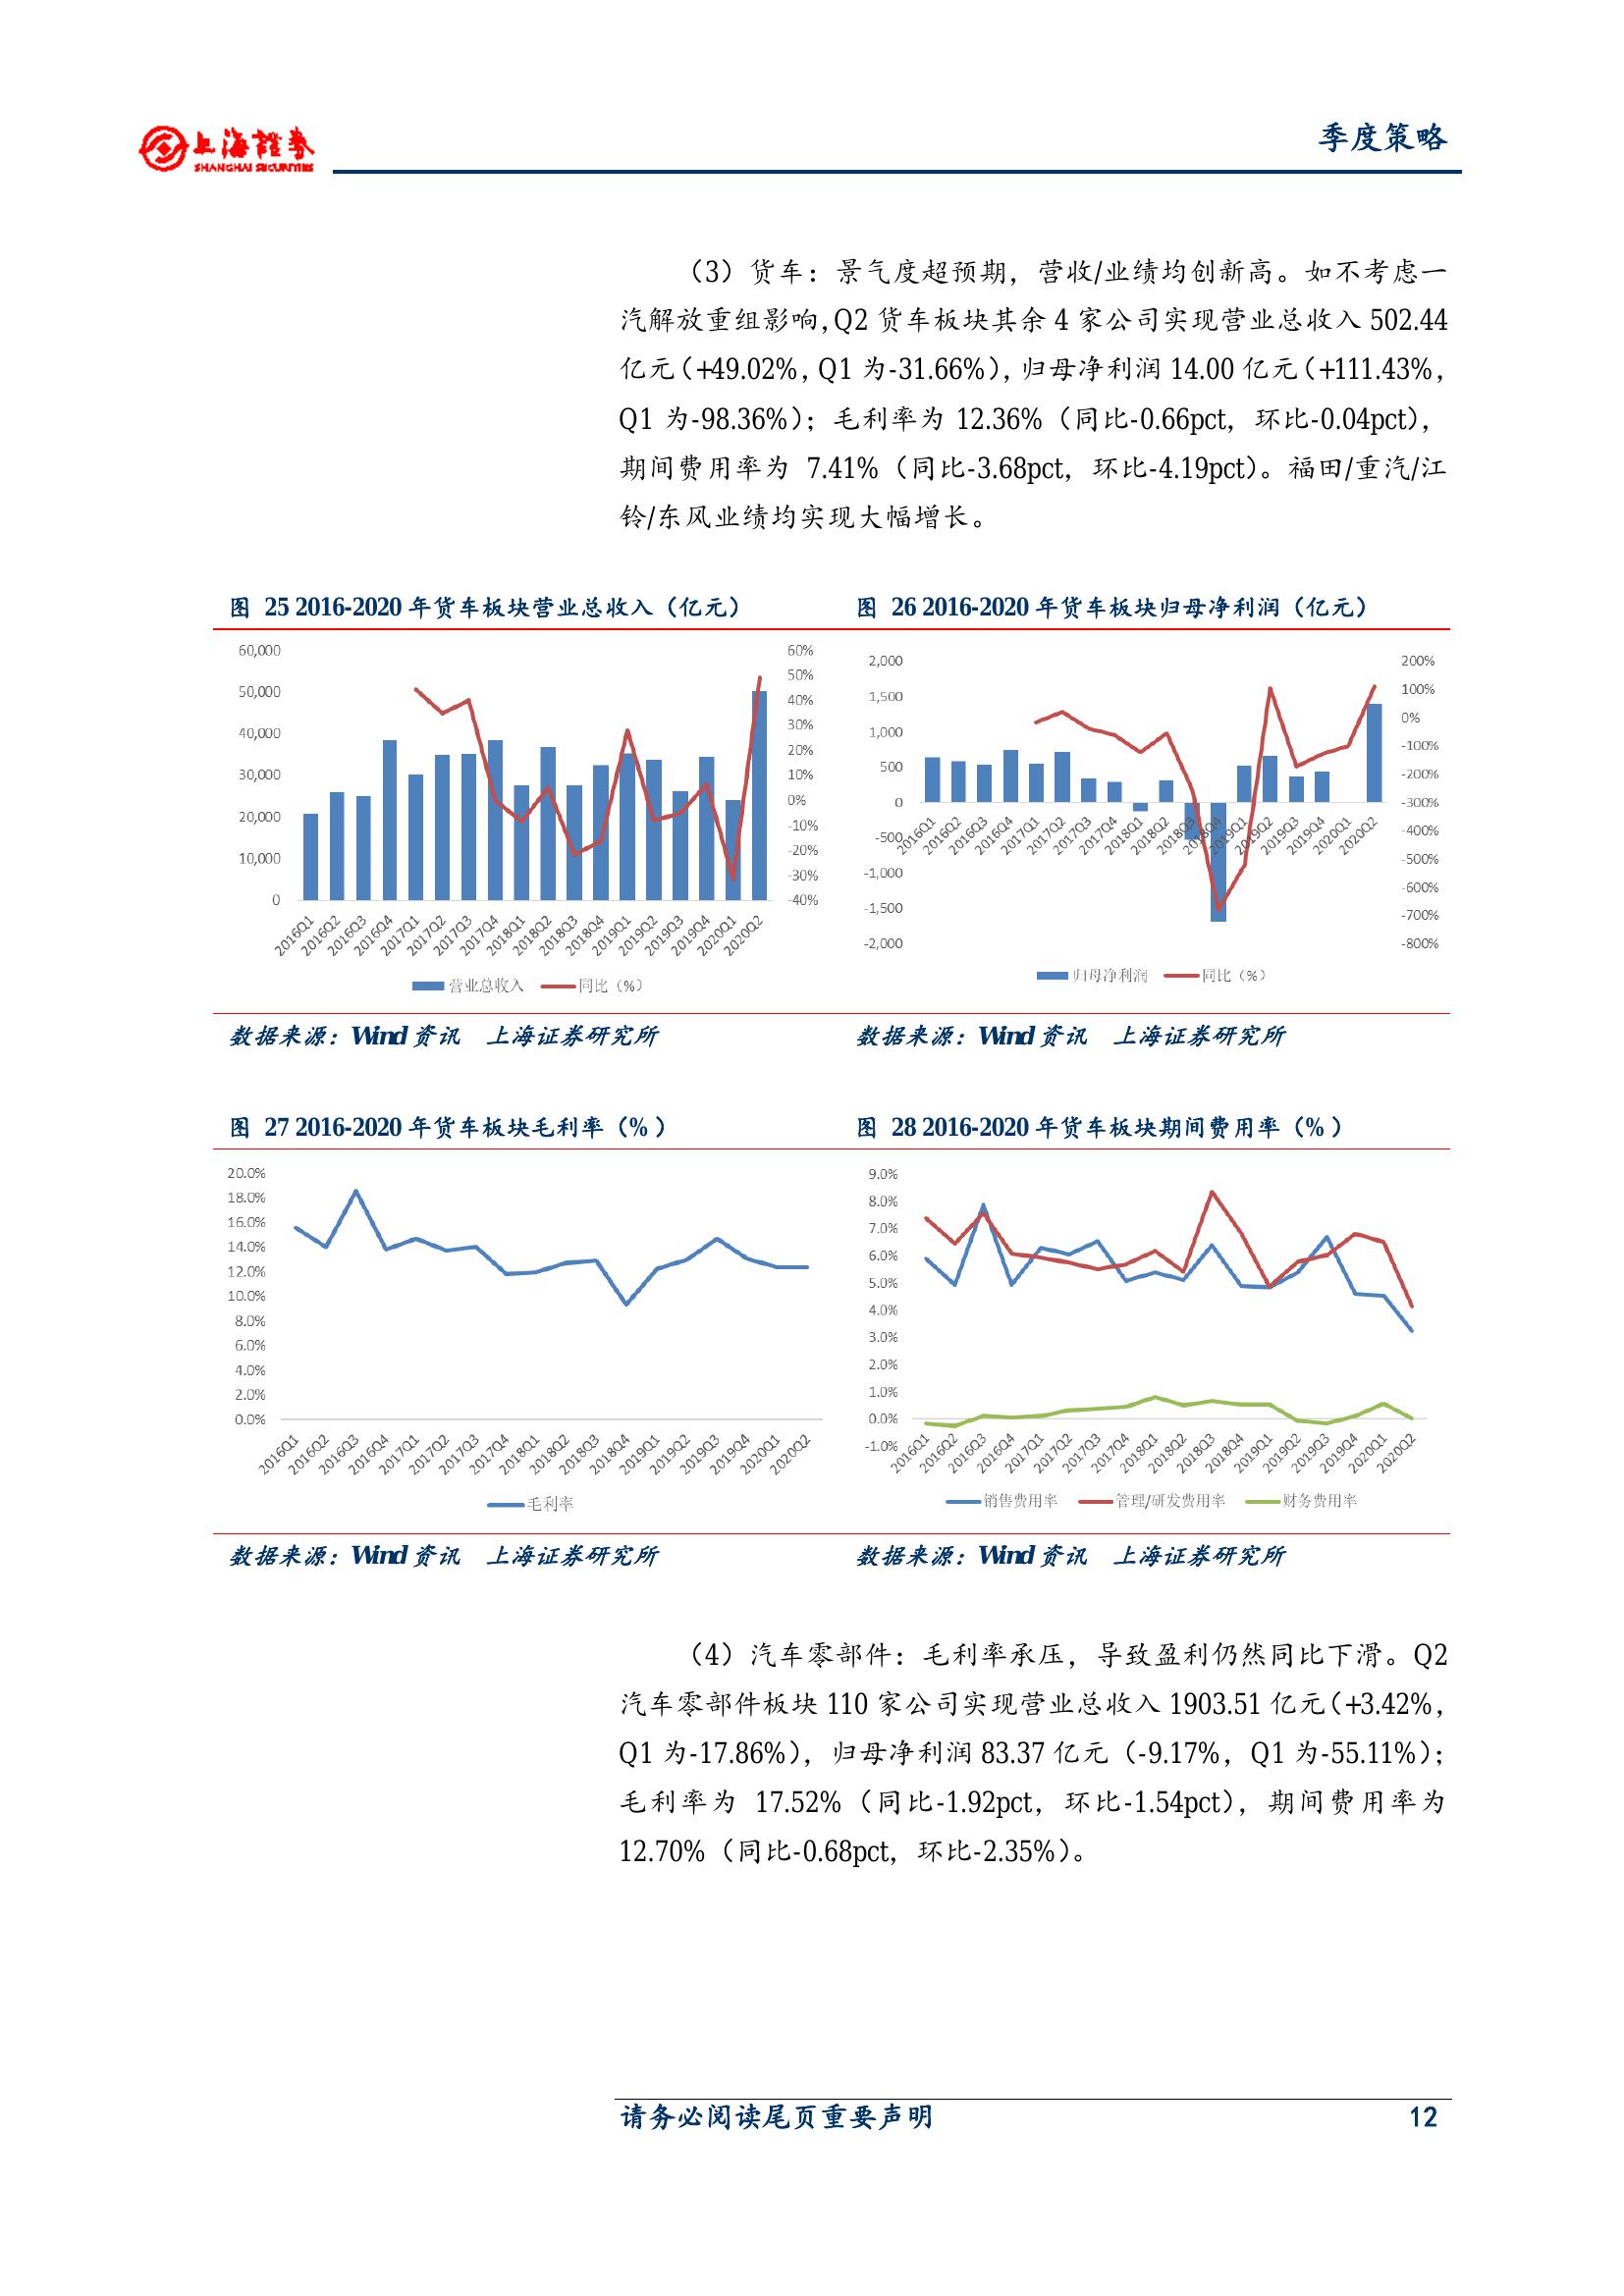 上海證券
SHANGHAI SECURITIES
季度策略
（3）货车：景气度超预期，营收/业绩均创新高。如不考虑一
汽解放重组影响，Q2 货车板块其余 4 家公司实现营业总收入 502.44
亿元（+49.02%，Q1 为-31.66%），归母净利润 14.00 亿元（+111.43%，
Q1 为-98.36%）；毛利率为 12.36%（同比-0.66pct，环比-0.04pct），
期间费用率为 7.41%（同比-3.68pct，环比-4.19pct）。福田/重汽/江
铃/东风业绩均实现大幅增长。
图 25 2016-2020 年货车板块营业总收入（亿元）
60,000
50,000
40,000
30,000
20,000
10,000
0
60%
50%
40%
30%
20%
10%
0%
-10%
-20%
-30%
-40%
2016Q1 2016Q2 2016Q3 2016Q4 2017Q1 2017Q2 2017Q3 2017Q4 2018Q1 2018Q2 2018Q3 2018Q4 2019Q1 2019Q2 2019Q3 2019Q4 2020Q1 2020Q2
营业总收入 同比（%）
数据来源：Wind 资讯 上海证券研究所
图 26 2016-2020 年货车板块归母净利润（亿元）
2,000
1,500
1,000
500
0
-500
-1,000
-1,500
-2,000
200%
100%
0%
-100%
-200%
-300%
-400%
-500%
-600%
-700%
-800%
2016Q1 2016Q2 2016Q3 2016Q4 2017Q1 2017Q2 2017Q3 2017Q4 2018Q1 2018Q2 2018Q3 2018Q4 2019Q1 2019Q2 2019Q3 2019Q4 2020Q1 2020Q2
归母净利润 同比（%）
数据来源：Wind 资讯 上海证券研究所
图 27 2016-2020 年货车板块毛利率（%）
20.0%
18.0%
16.0%
14.0%
12.0%
10.0%
8.0%
6.0%
4.0%
2.0%
0.0%
2016Q1 2016Q2 2016Q3 2016Q4 2017Q1 2017Q2 2017Q3 2017Q4 2018Q1 2018Q2 2018Q3 2018Q4 2019Q1 2019Q2 2019Q3 2019Q4 2020Q1 2020Q2
毛利率
数据来源：Wind 资讯 上海证券研究所
图 28 2016-2020 年货车板块期间费用率（%）
9.0%
8.0%
7.0%
6.0%
5.0%
4.0%
3.0%
2.0%
1.0%
0.0%
-1.0%
2016Q1 2016Q2 2016Q3 2016Q4 2017Q1 2017Q2 2017Q3 2017Q4 2018Q1 2018Q2 2018Q3 2018Q4 2019Q1 2019Q2 2019Q3 2019Q4 2020Q1 2020Q2
销售费用率 管理/研发费用率 财务费用率
数据来源：Wind 资讯 上海证券研究所
（4）汽车零部件：毛利率承压，导致盈利仍然同比下滑。Q2
汽车零部件板块 110 家公司实现营业总收入 1903.51 亿元（+3.42%，
Q1 为-17.86%），归母净利润 83.37 亿元（-9.17%，Q1 为-55.11%）；
毛利率为 17.52%（同比-1.92pct，环比-1.54pct），期间费用率为
12.70%（同比-0.68pct，环比-2.35%）。
请务必阅读尾页重要声明
12